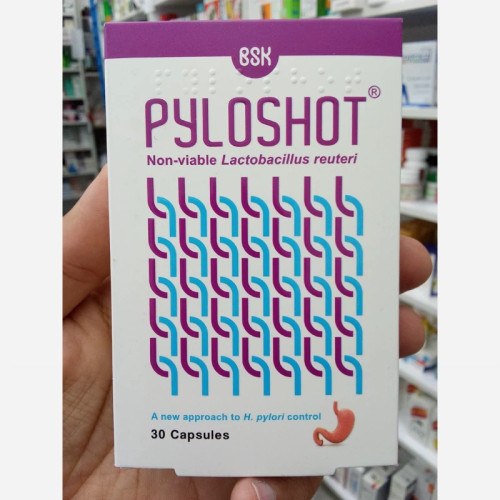 BSK
PYLOSHOT®
Non-viable Lactobacillus reuteri
A new approach to H. pylori control
30 Capsules